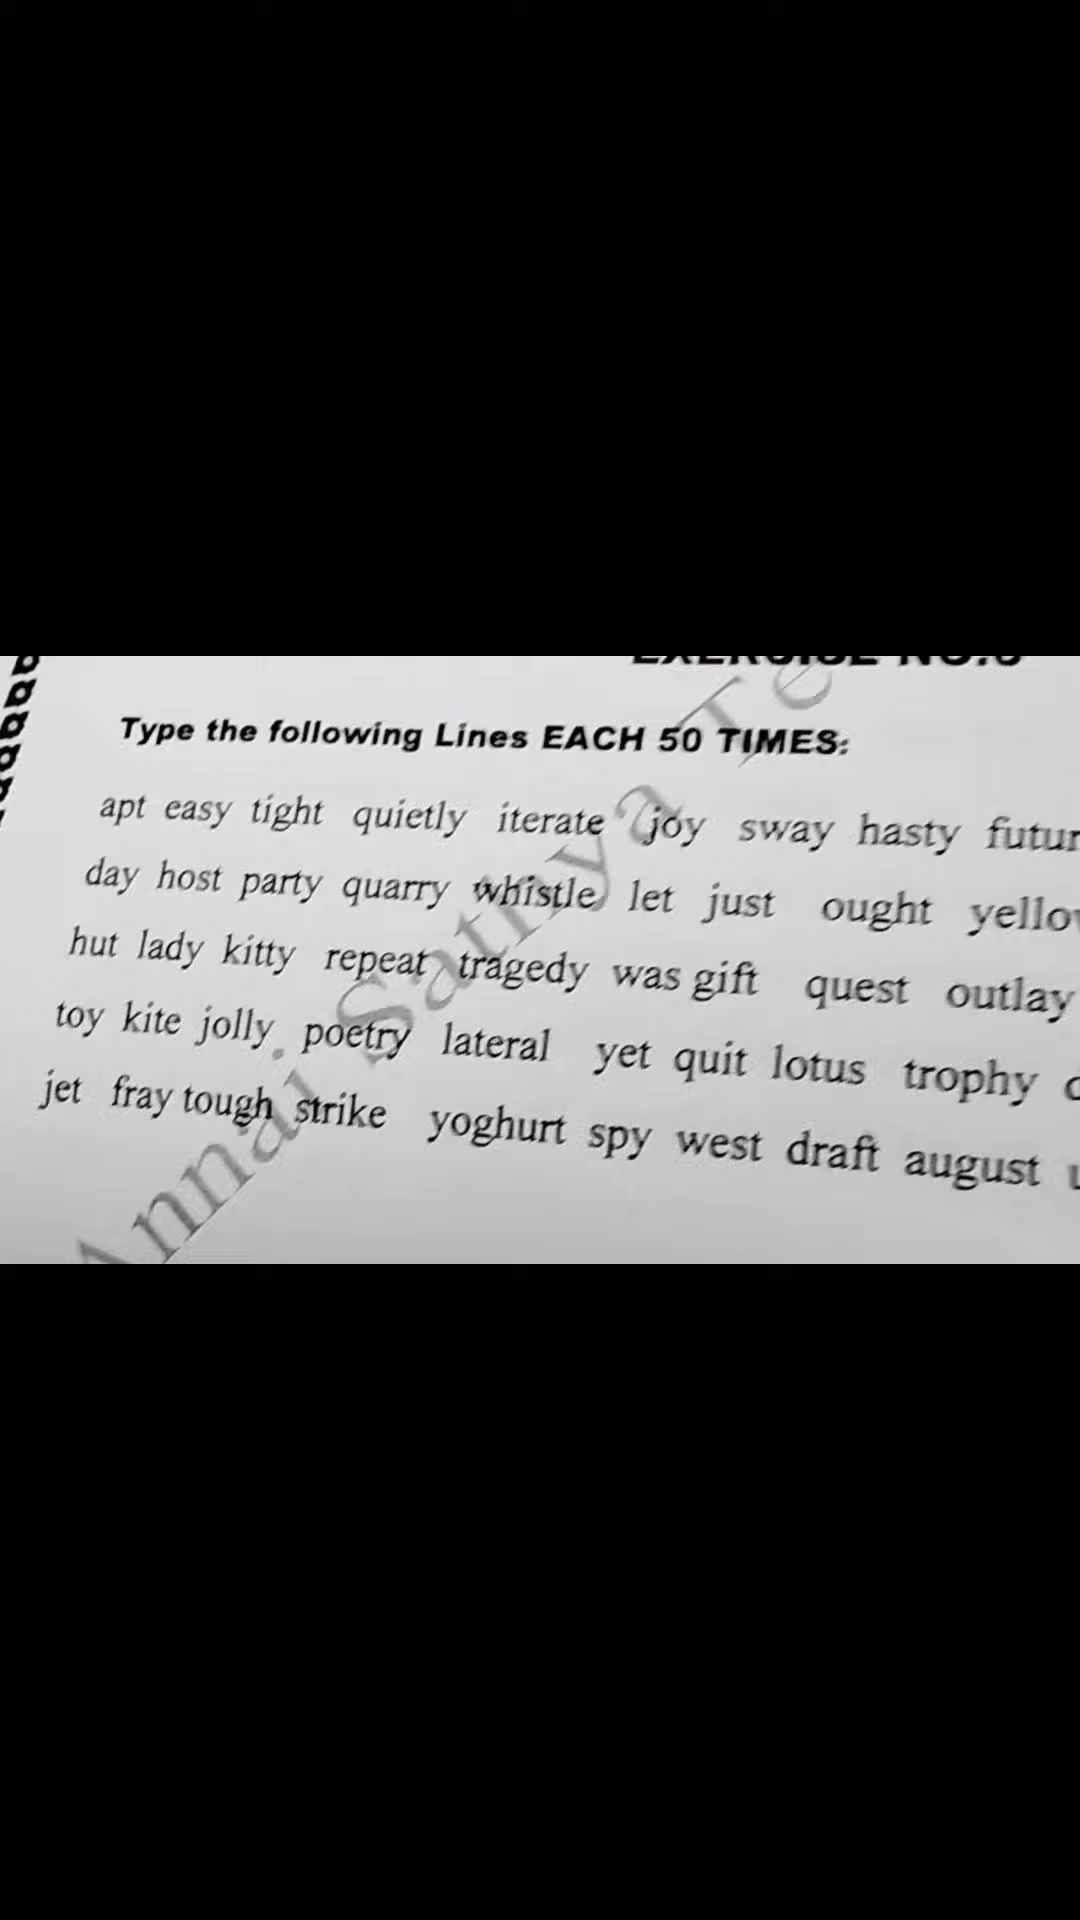 Type the following Lines EACH 50 TIMES:
apt easy tight quietly iterate joy sway hasty
day host party quarry whistle let just ought
hut lady kitty repeat tragedy was gift quest outlay
toy kite jolly poetry lateral yet quit lotus trophy
jet fray tough strike yoghurt spy west draft august
Annai Sathya